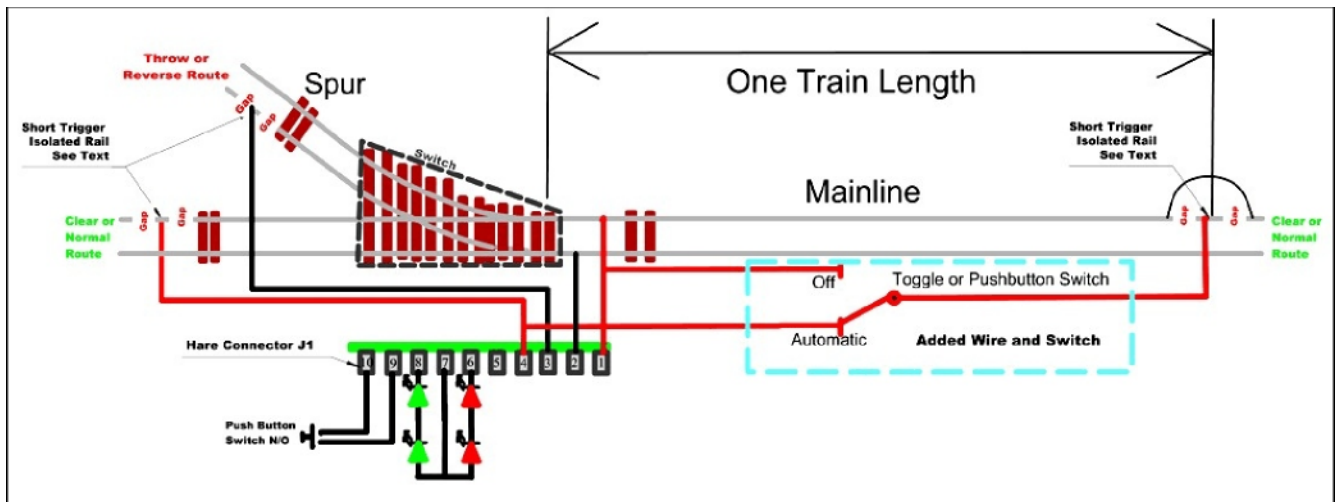 Throw or
Reverse Route
Spur
One Train Length
Gap
Gap
Short Trigger
Isolated Rail
See Text
Switch
Short Trigger
Isolated Rail
See Text
Mainline
Clear or
Normal
Route
Gap
Gap
Gap
Gap
Clear or
Normal
Route
Off
Toggle or Pushbutton Switch
Automatic
Added Wire and Switch
Hare Connector J1
10 9 8 7 6 5 4 3 2 1
Push Button
Switch N/O